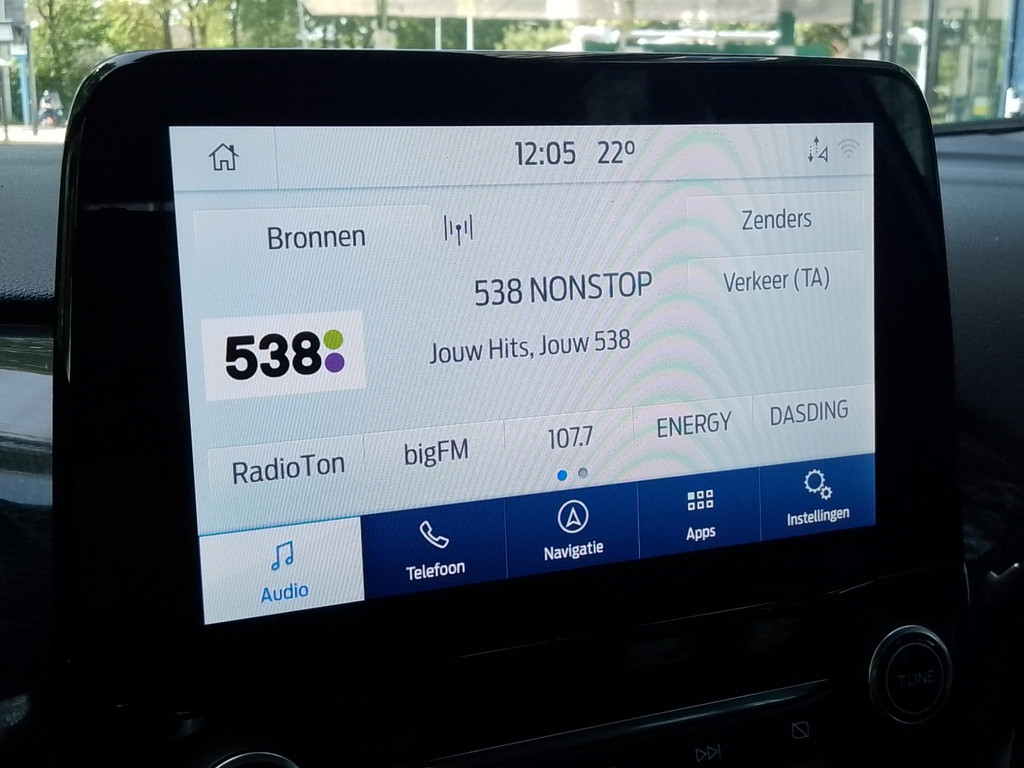 12:05 22º
Bronnen
Zenders
538 NONSTOP
Verkeer (TA)
538
Jouw Hits, Jouw 538
RadioTon
bigFM
107.7
ENERGY
DASDING
Audio
Telefoon
Navigatie
Apps
Instellingen
TUNE